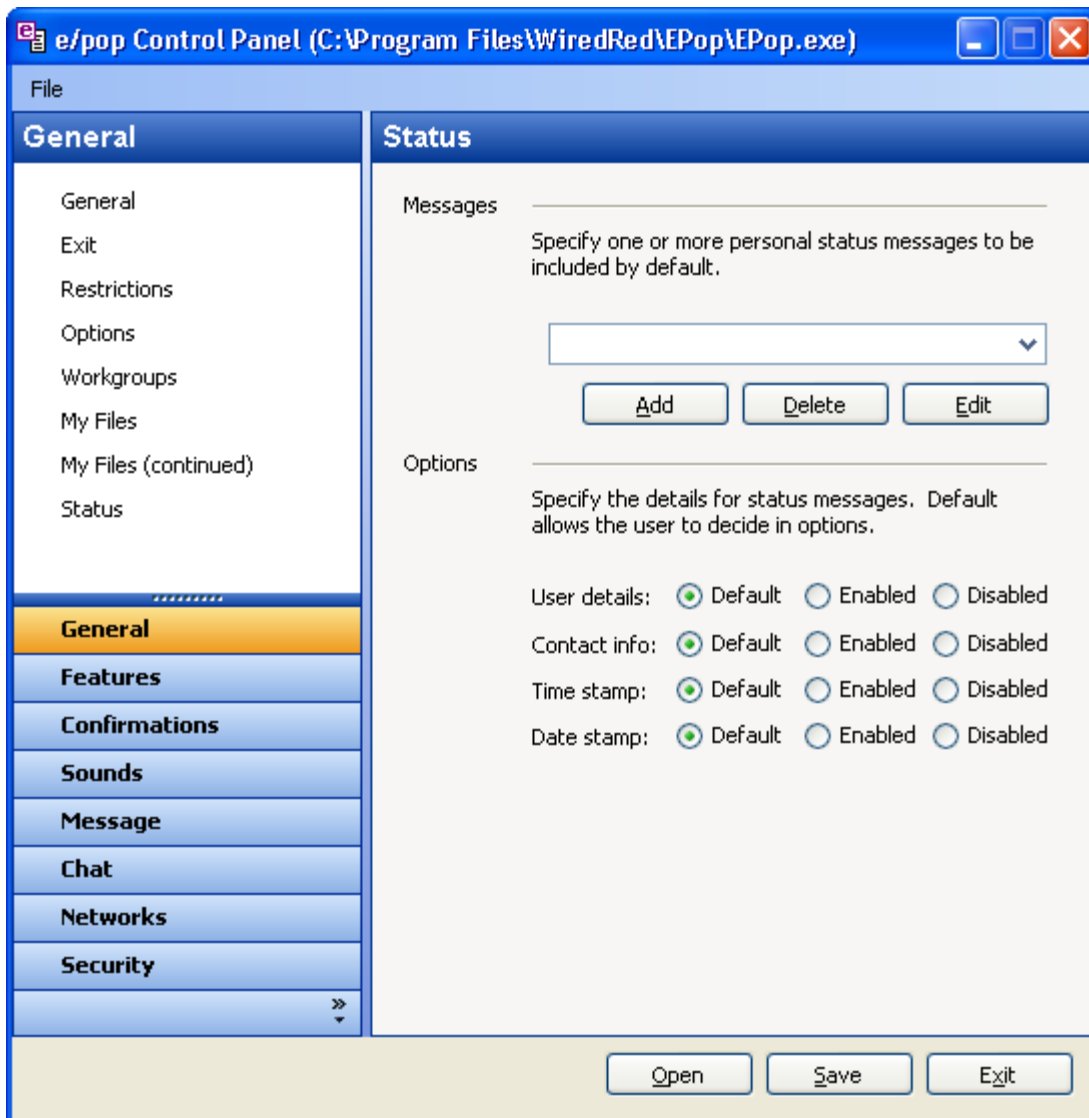 e/pop Control Panel (C:\Program Files\WiredRed\EPop\EPop.exe)
File
General
General
Exit
Restrictions
Options
Workgroups
My Files
My Files (continued)
Status
General
Features
Confirmations
Sounds
Message
Chat
Networks
Security
Status
Messages
Specify one or more personal status messages to be
included by default.
Add Delete Edit
Options
Specify the details for status messages.  Default
allows the user to decide in options.
User details: Default Enabled Disabled
Contact info: Default Enabled Disabled
Time stamp: Default Enabled Disabled
Date stamp: Default Enabled Disabled
Open Save Exit